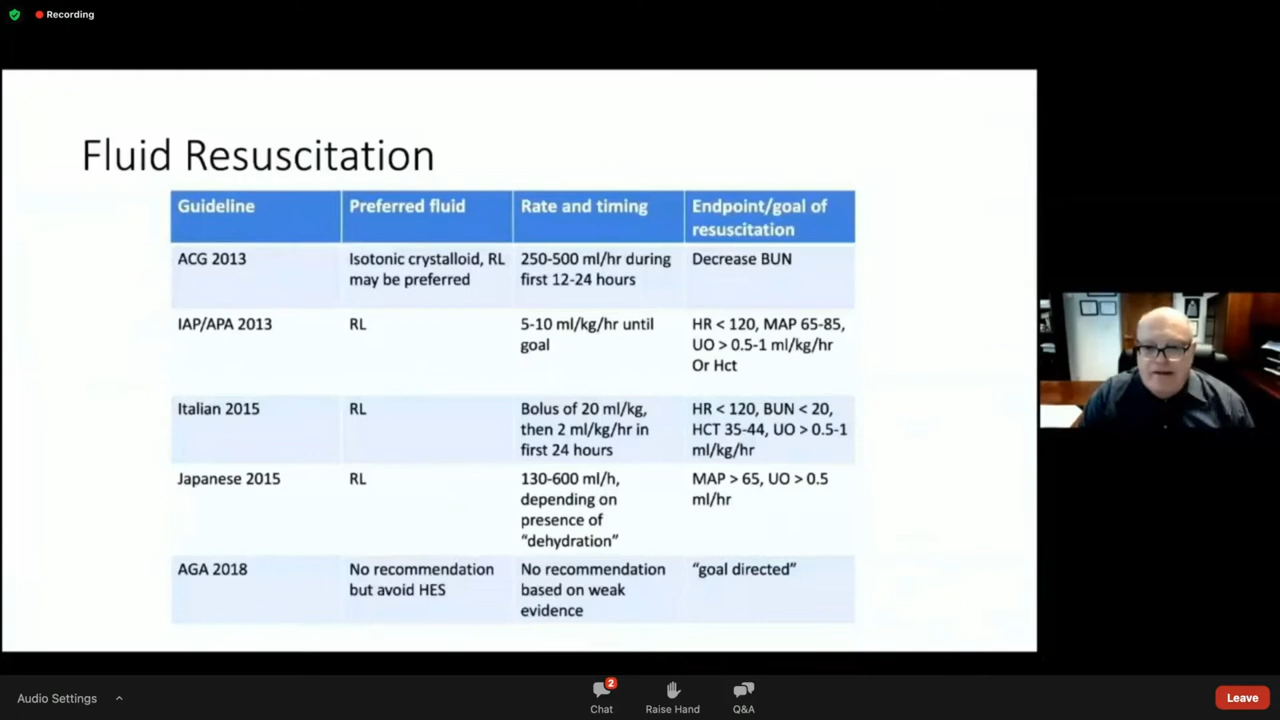 Recording
Fluid Resuscitation
Guideline
Preferred fluid
Rate and timing
Endpoint/goal of
resuscitation
ACG 2013
Isotonic crystalloid, RL
may be preferred
250-500 ml/hr during
first 12-24 hours
Decrease BUN
IAP/APA 2013
RL
5-10 ml/kg/hr until
goal
HR < 120, MAP 65-85,
UO > 0.5-1 ml/kg/hr
Or Hct
Italian 2015
RL
Bolus of 20 ml/kg,
then 2 ml/kg/hr in
first 24 hours
HR < 120, BUN < 20,
HCT 35-44, UO > 0.5-1
ml/kg/hr
Japanese 2015
RL
130-600 ml/h,
depending on
presence of
“dehydration”
MAP > 65, UO > 0.5
ml/hr
AGA 2018
No recommendation
but avoid HES
No recommendation
based on weak
evidence
“goal directed”
Audio Settings
2
Chat
Raise Hand
Q&A
Leave